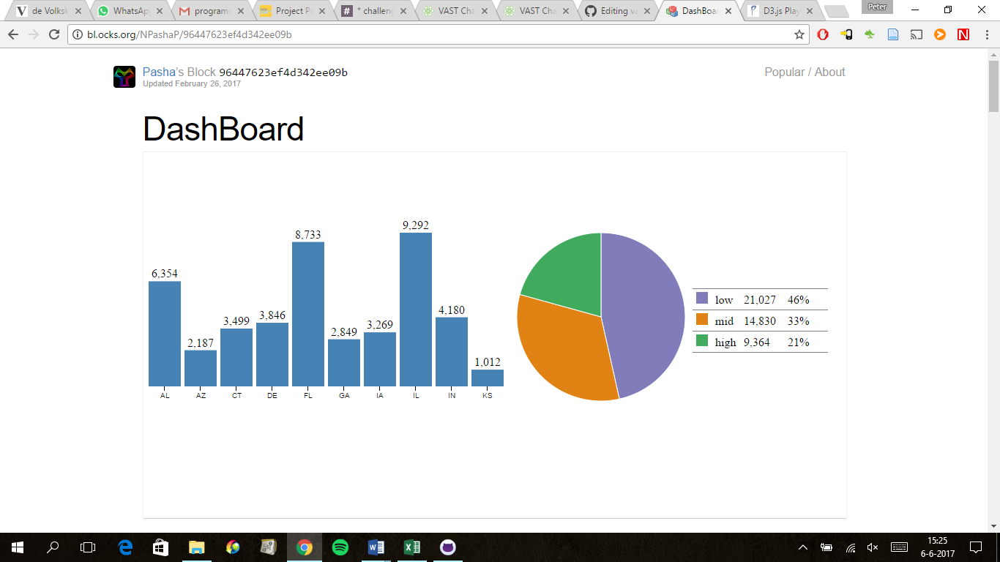 de Volksk
WhatsApp
programm
Project Pr
* challeng
VAST Cha
VAST Cha
Editing va
DashBoar
D3.js Play
Peter
bl.ocks.org/NPashaP/96447623ef4d342ee09b
Pasha's Block 96447623ef4d342ee09b
Popular / About
Updated February 26, 2017
DashBoard
9,292
8,733
6,354
4,180
3,846
3,499
3,269
2,849
2,187
1,012
AL AZ CT DE FL GA IA IL IN KS
low 21,027 46%
mid 14,830 33%
high 9,364 21%
15:25
6-6-2017